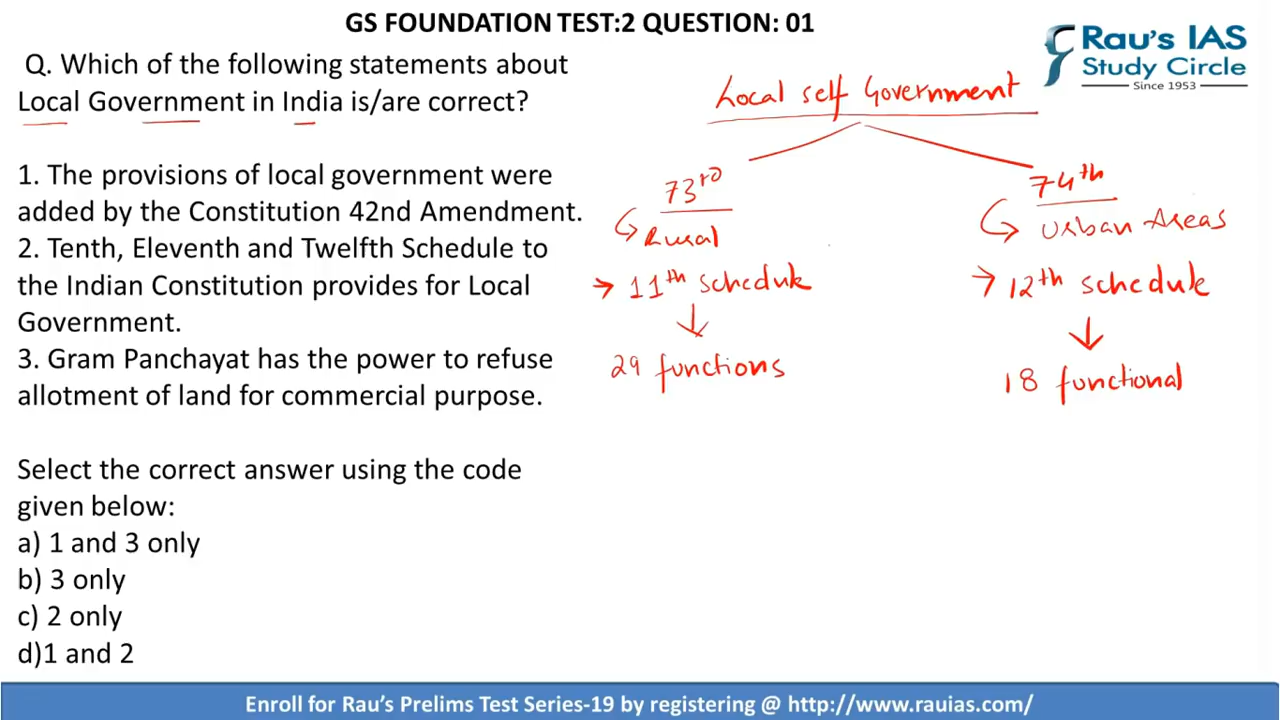 GS FOUNDATION TEST:2 QUESTION: 01
Rau's IAS
Study Circle
Since 1953
Q. Which of the following statements about
Local Government in India is/are correct?
1. The provisions of local government were
added by the Constitution 42nd Amendment.
2. Tenth, Eleventh and Twelfth Schedule to
the Indian Constitution provides for Local
Government.
3. Gram Panchayat has the power to refuse
allotment of land for commercial purpose.
Select the correct answer using the code
given below:
a) 1 and 3 only
b) 3 only
c) 2 only
d)1 and 2
Local self Government
73rd
Rural
11th schedule
29 functions
74th
Urban Areas
12th schedule
18 functional
Enroll for Rau's Prelims Test Series-19 by registering @ http://www.rauias.com/